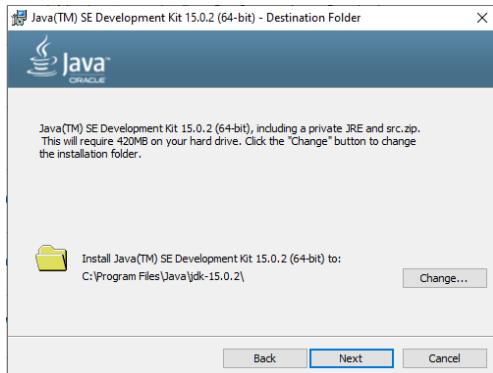 Java(TM) SE Development Kit 15.0.2 (64-bit) - Destination Folder
Java
ORACLE
Java(TM) SE Development Kit 15.0.2 (64-bit), including a private JRE and src.zip.
This will require 420MB on your hard drive. Click the "Change" button to change
the installation folder.
Install Java(TM) SE Development Kit 15.0.2 (64-bit) to:
C:\Program Files\Java\jdk-15.0.2\
Change...
Back
Next
Cancel